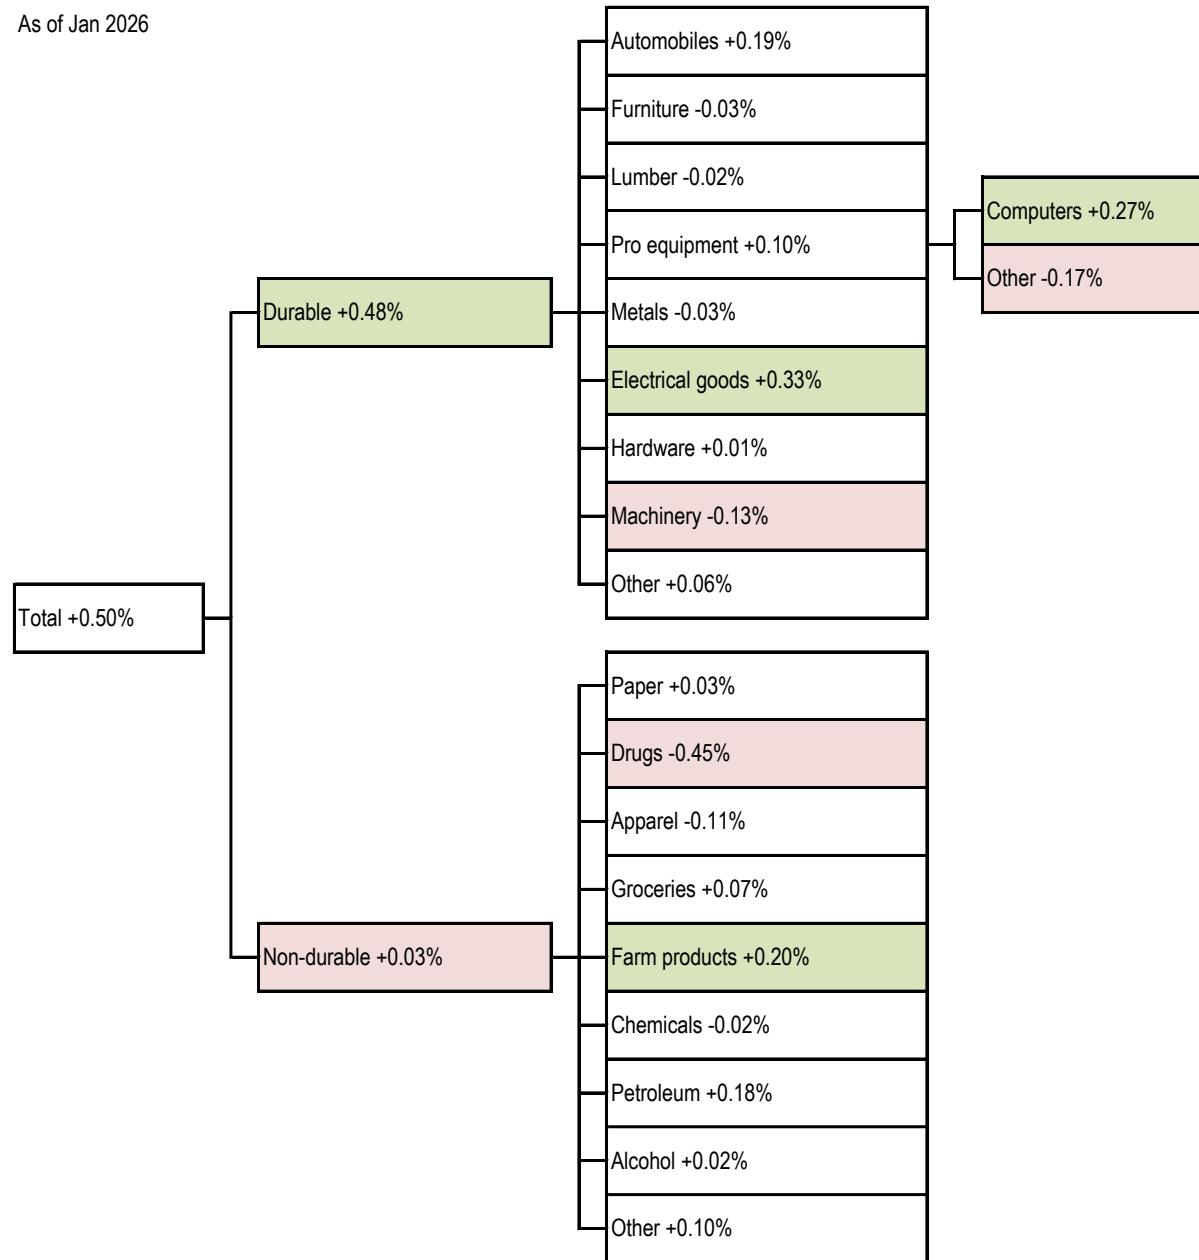 As of Jan 2026
Total +0.50%
Durable +0.48%
Automobiles +0.19%
Furniture -0.03%
Lumber -0.02%
Pro equipment +0.10%
Computers +0.27%
Other -0.17%
Metals -0.03%
Electrical goods +0.33%
Hardware +0.01%
Machinery -0.13%
Other +0.06%
Non-durable +0.03%
Paper +0.03%
Drugs -0.45%
Apparel -0.11%
Groceries +0.07%
Farm products +0.20%
Chemicals -0.02%
Petroleum +0.18%
Alcohol +0.02%
Other +0.10%